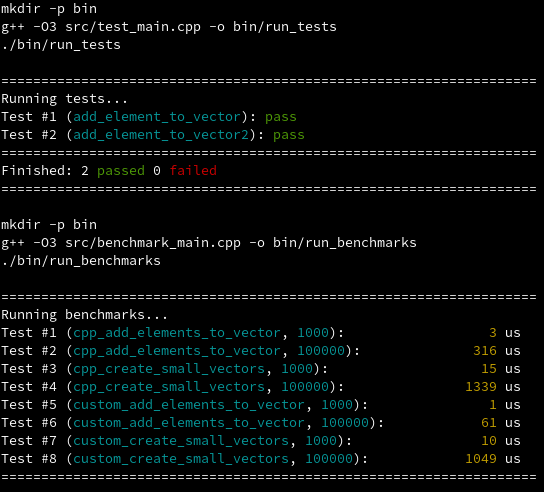 mkdir -p bin
g++ -O3 src/test_main.cpp -o bin/run_tests
./bin/run_tests
===================================================================
Running tests...
Test #1 (add_element_to_vector): pass
Test #2 (add_element_to_vector2): pass
===================================================================
Finished: 2 passed 0 failed
===================================================================
mkdir -p bin
g++ -O3 src/benchmark_main.cpp -o bin/run_benchmarks
./bin/run_benchmarks
===================================================================
Running benchmarks...
Test #1 (cpp_add_elements_to_vector, 1000): 3 us
Test #2 (cpp_add_elements_to_vector, 100000): 316 us
Test #3 (cpp_create_small_vectors, 1000): 15 us
Test #4 (cpp_create_small_vectors, 100000): 1339 us
Test #5 (custom_add_elements_to_vector, 1000): 1 us
Test #6 (custom_add_elements_to_vector, 100000): 61 us
Test #7 (custom_create_small_vectors, 1000): 10 us
Test #8 (custom_create_small_vectors, 100000): 1049 us
===================================================================